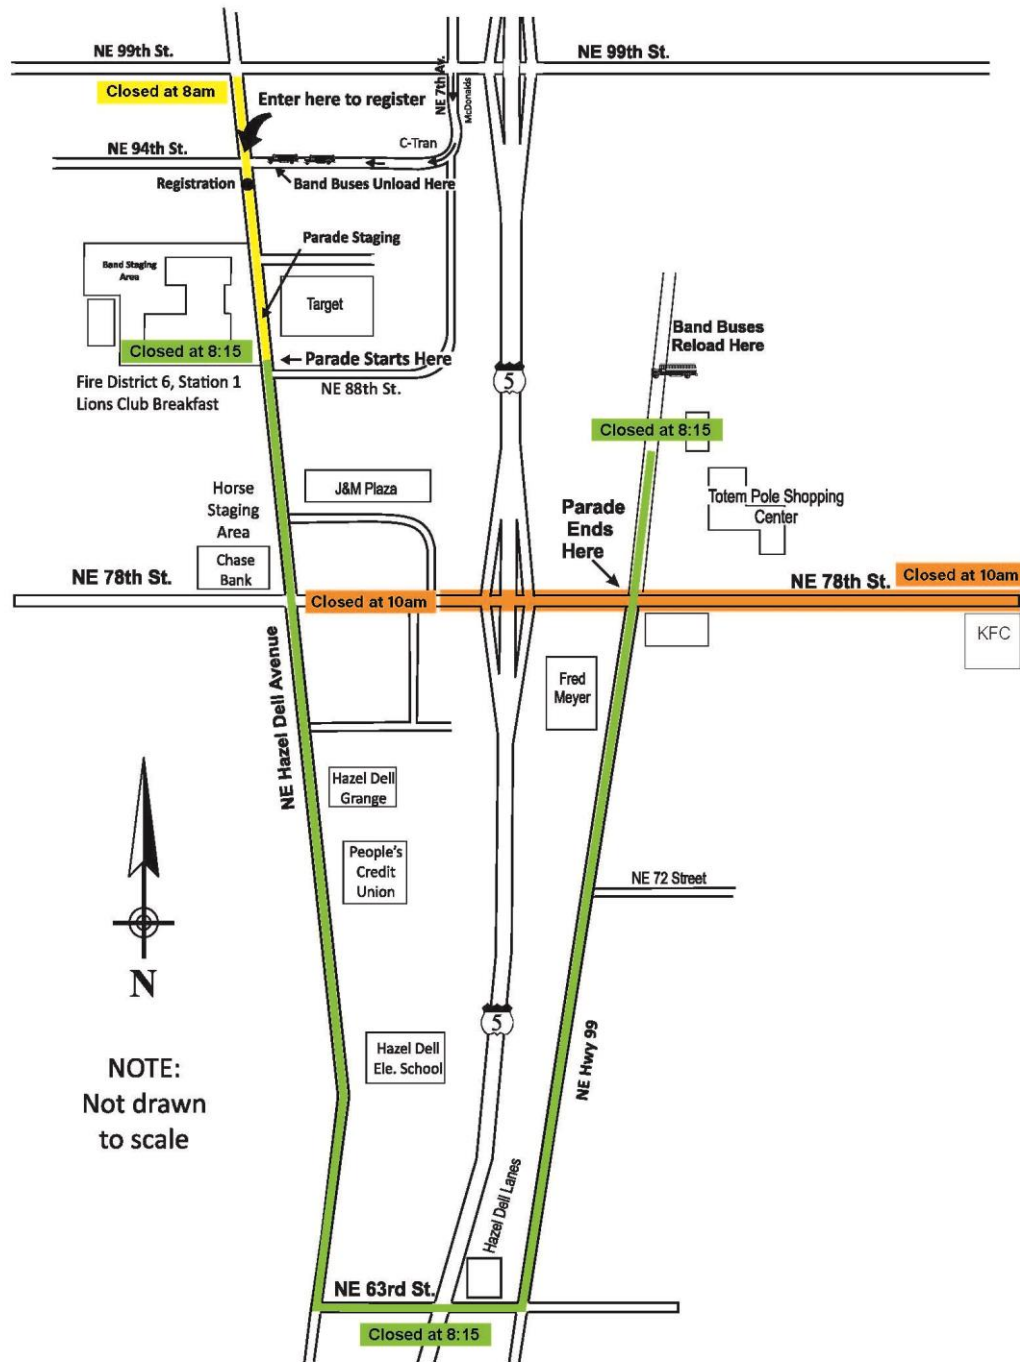 NE 99th St.
NE 99th St.
Closed at 8am
NE 7th Av.
McDonalds
Enter here to register
C-Tran
NE 94th St.
Registration
Band Buses Unload Here
Parade Staging
Band Staging
Area
Target
Band Buses
Reload Here
Closed at 8:15
Parade Starts Here
NE 88th St.
5
Fire District 6, Station 1
Lions Club Breakfast
Closed at 8:15
Horse
Staging
Area
J&M Plaza
Totem Pole Shopping
Center
Parade
Ends
Here
Chase
Bank
NE 78th St.
NE 78th St.
Closed at 10am
Closed at 10am
KFC
Fred
Meyer
NE Hazel Dell Avenue
Hazel Dell
Grange
People's
Credit
Union
NE 72 Street
N
5
Hazel Dell
Ele. School
NE Hwy 99
NOTE:
Not drawn
to scale
Hazel Dell Lanes
NE 63rd St.
Closed at 8:15